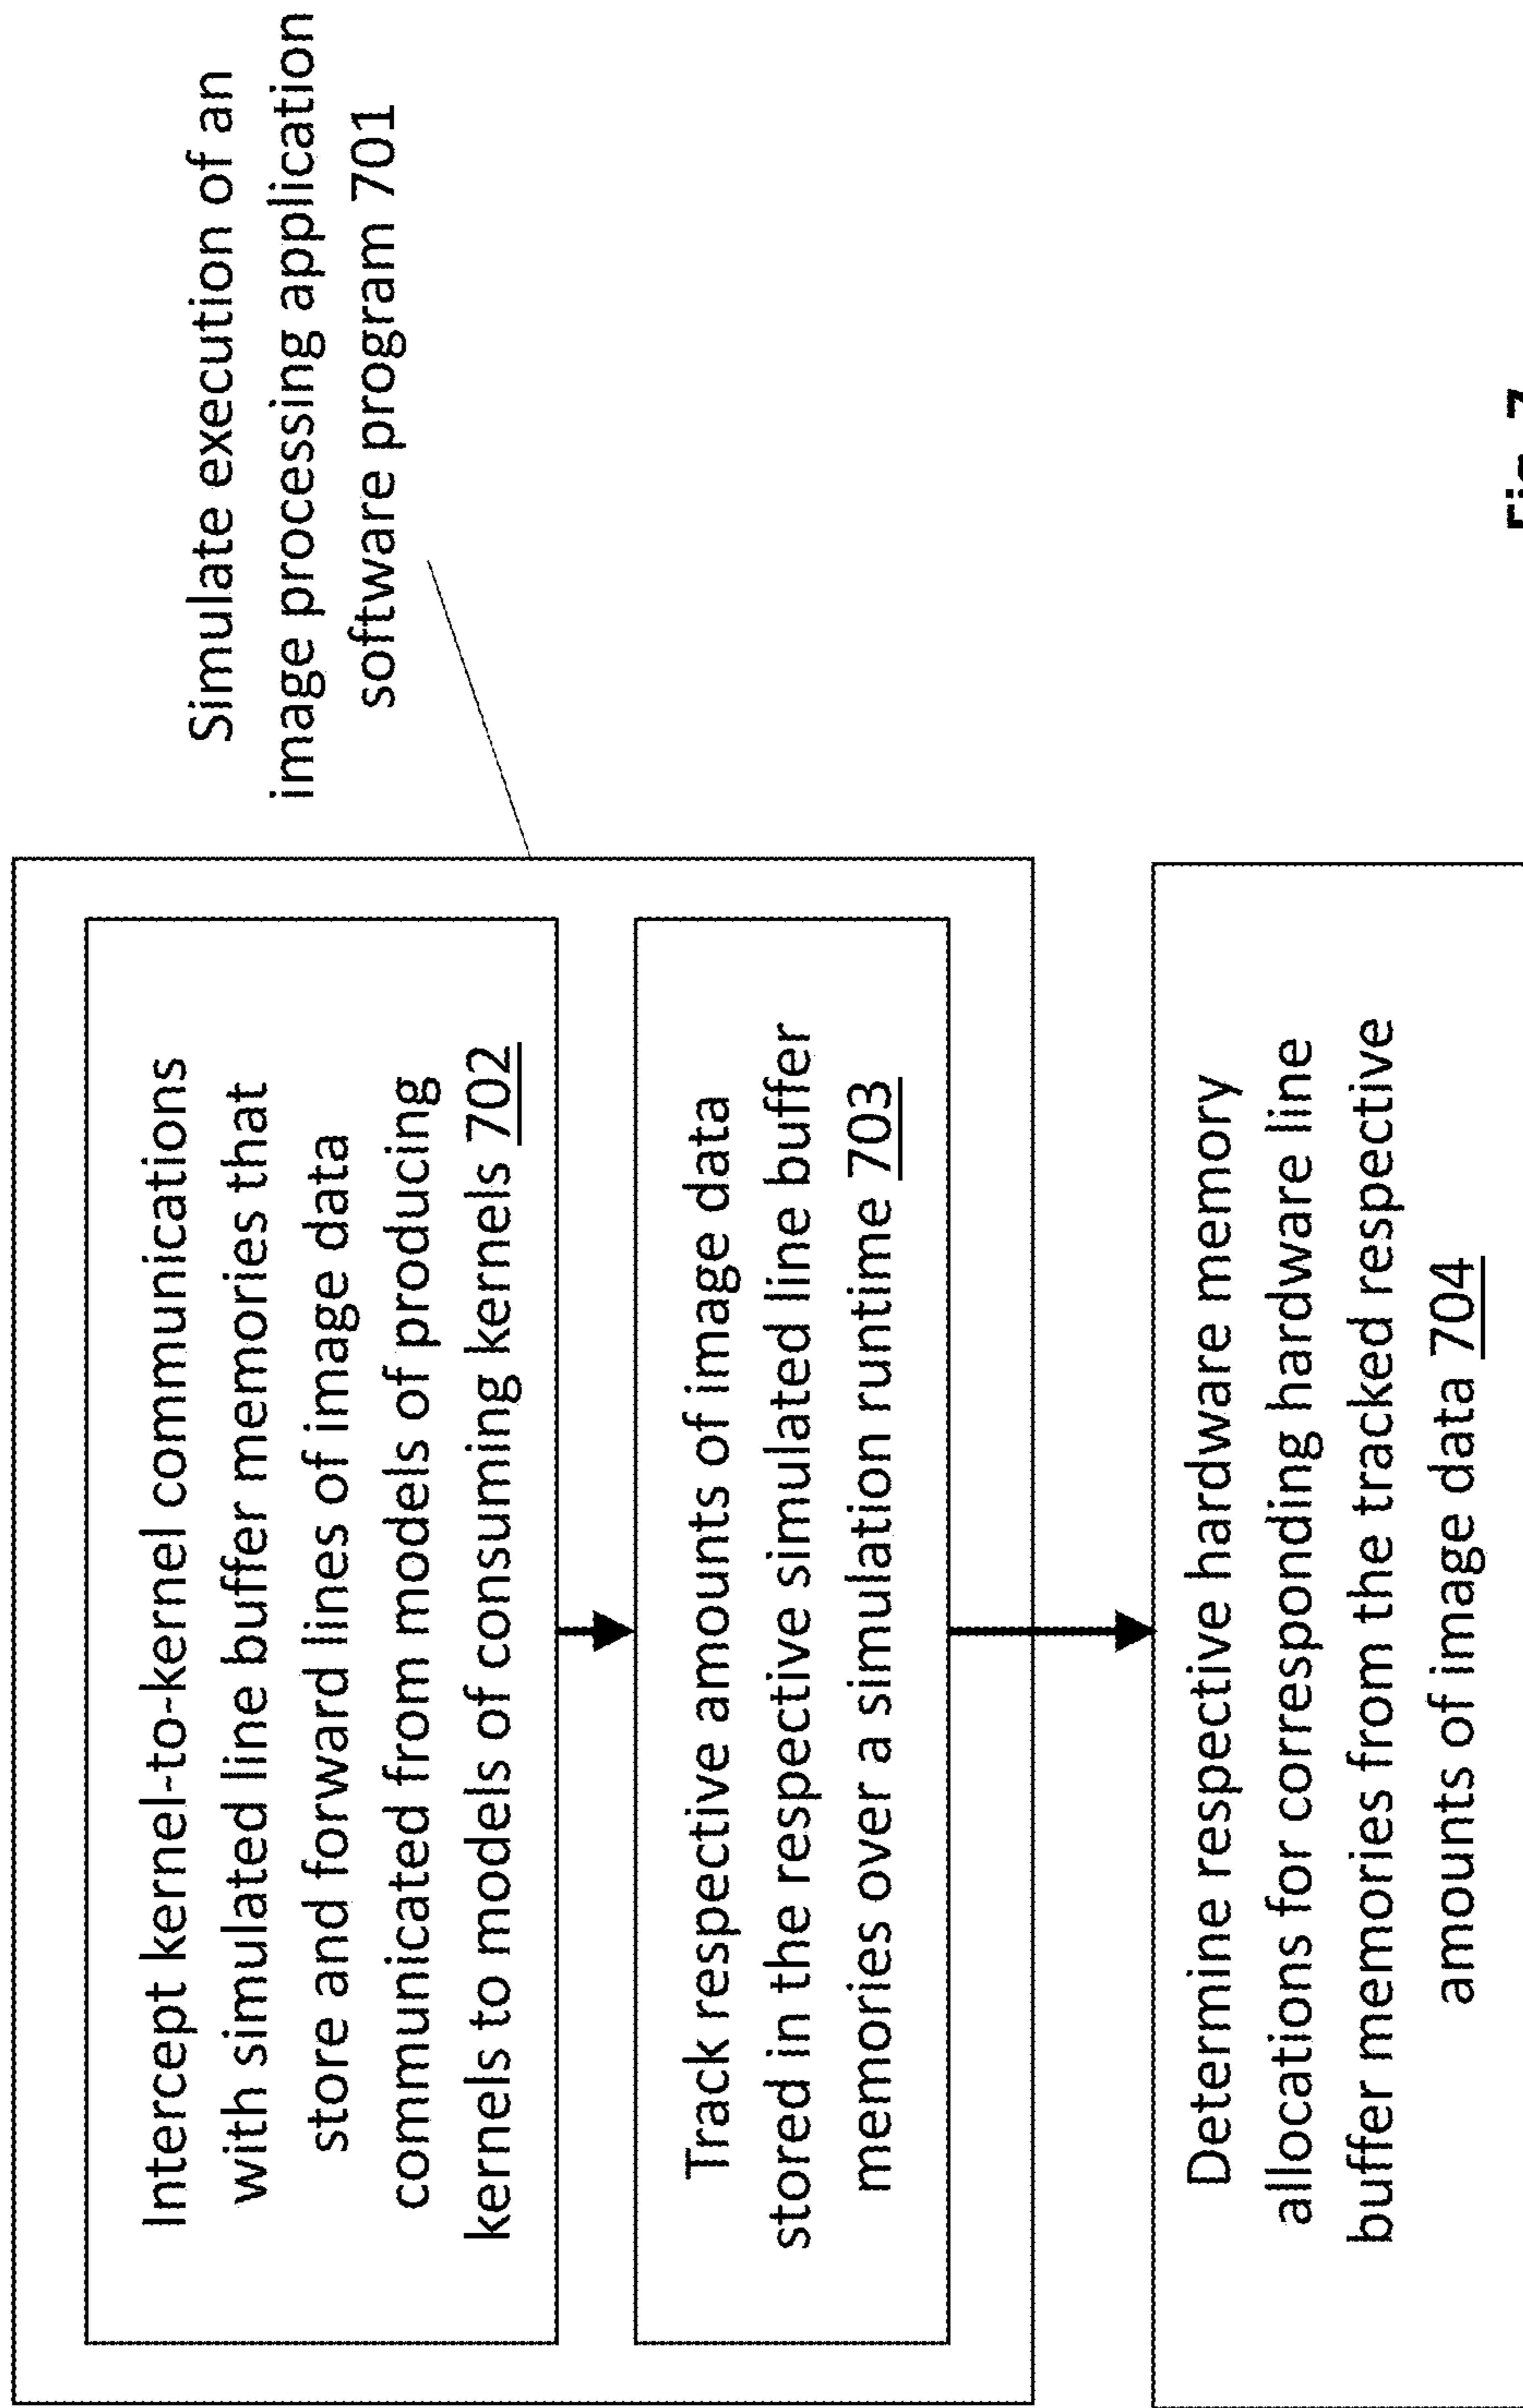 Simulate execution of an
image processing application
software program 701
Intercept kernel-to-kernel communications
with simulated line buffer memories that
store and forward lines of image data
communicated from models of producing
kernels to models of consuming kernels 702
Track respective amounts of image data
stored in the respective simulated line buffer
memories over a simulation runtime 703
Determine respective hardware memory
allocations for corresponding hardware line
buffer memories from the tracked respective
amounts of image data 704
Fig. 7